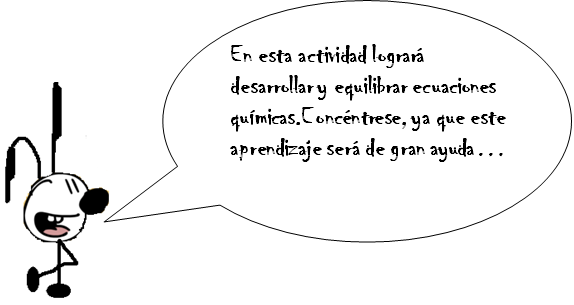 En esta actividad logrará
desarrollar y equilibrar ecuaciones
químicas.Concéntrese, ya que este
aprendizaje será de gran ayuda . . .